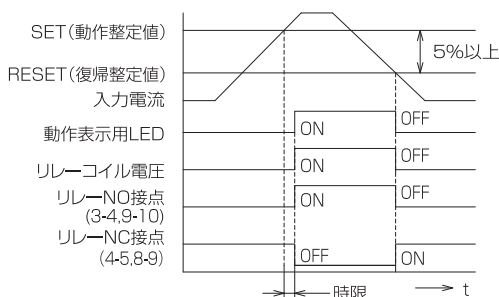 SET(動作整定値)
5%以上
RESET(復帰整定値)
入力電流
動作表示用LED
ON
OFF
リレーコイル電圧
ON
OFF
リレーNO接点
(3-4,9-10)
ON
OFF
リレーNC接点
(4-5,8-9)
OFF
ON
時限
t